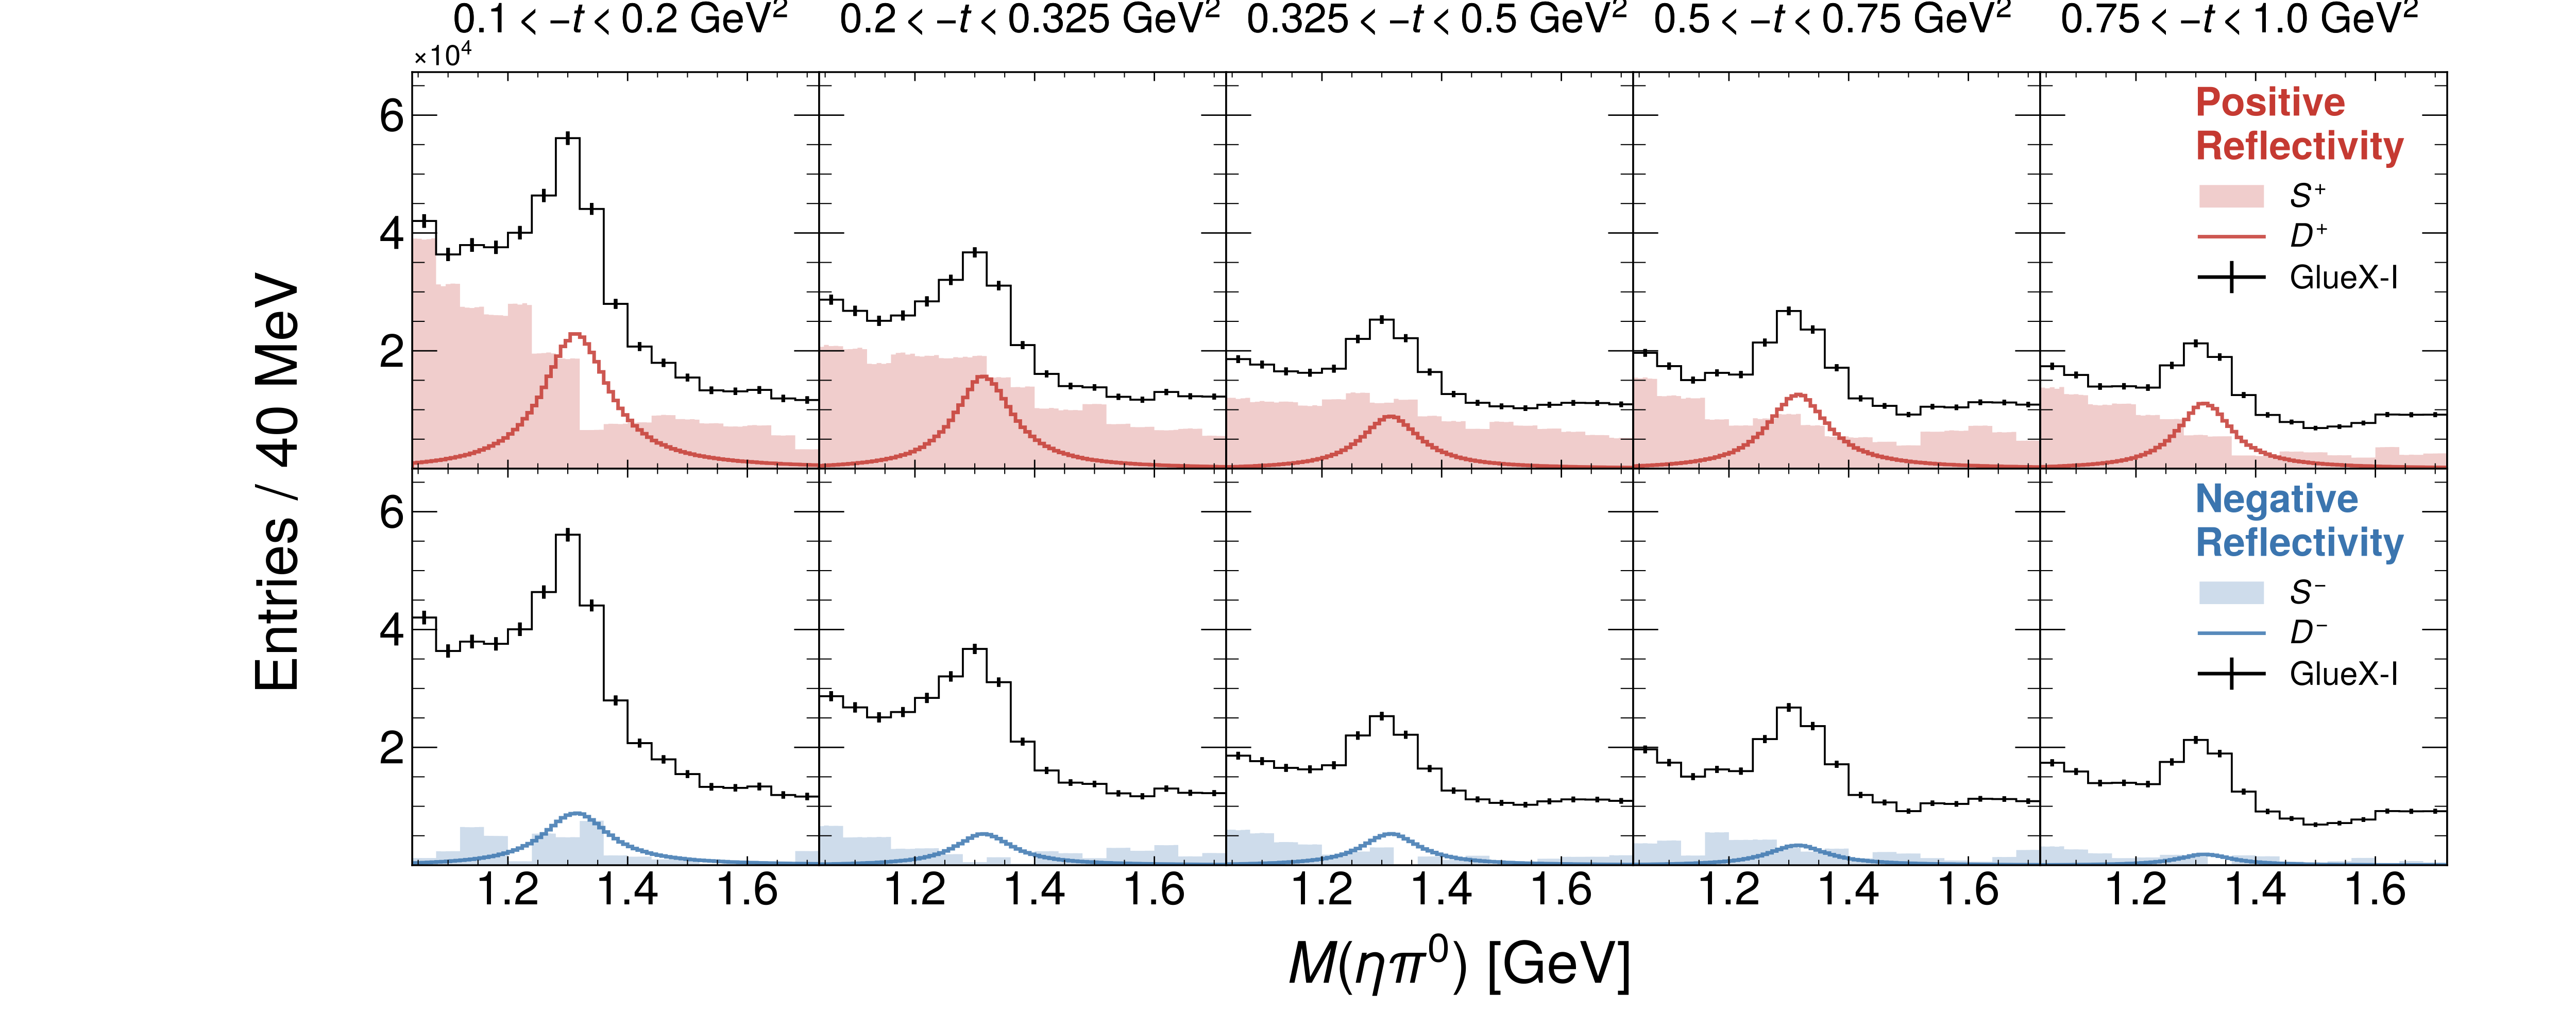 0.1 < −t < 0.2 GeV² 0.2 < −t < 0.325 GeV² 0.325 < −t < 0.5 GeV² 0.5 < −t < 0.75 GeV² 0.75 < −t < 1.0 GeV²
×10⁴
6
4
2
Positive
Reflectivity
S⁺
D⁺
GlueX-I
Entries / 40 MeV
6
4
2
Negative
Reflectivity
S⁻
D⁻
GlueX-I
1.2 1.4 1.6 1.2 1.4 1.6 1.2 1.4 1.6 1.2 1.4 1.6 1.2 1.4 1.6
M(ηπ⁰) [GeV]